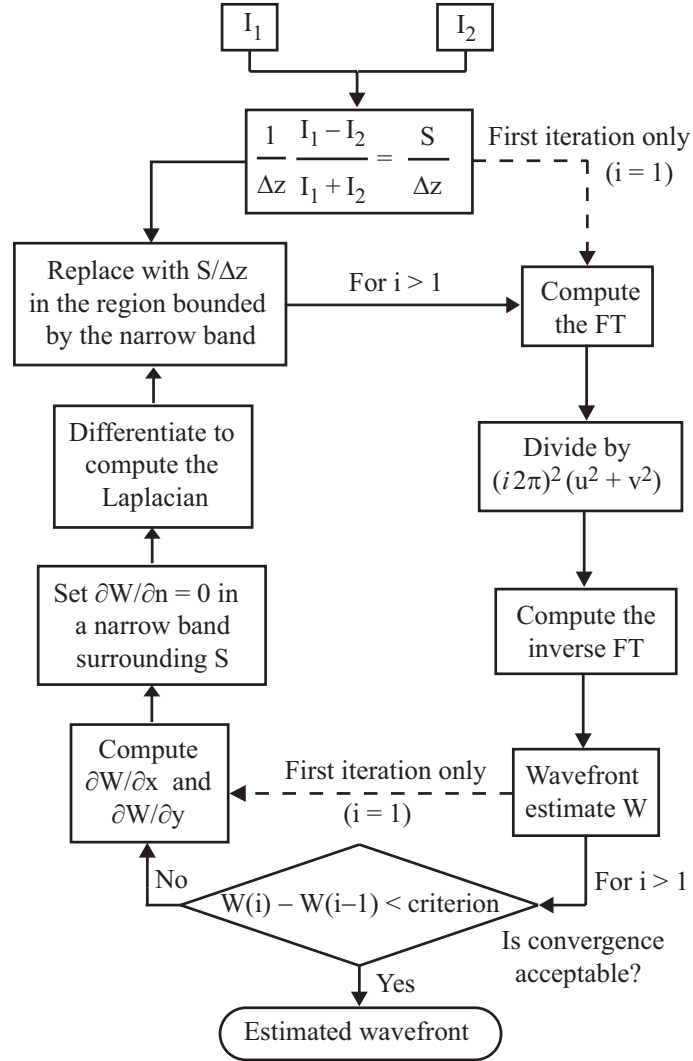 I₁
I₂
1/Δz (I₁ – I₂)/(I₁ + I₂) = S/Δz
First iteration only
(i = 1)
Replace with S/Δz
in the region bounded
by the narrow band
For i > 1
Compute
the FT
Differentiate to
compute the
Laplacian
Divide by
(i2π)² (u² + v²)
Set ∂W/∂n = 0 in
a narrow band
surrounding S
Compute the
inverse FT
Compute
∂W/∂x and
∂W/∂y
First iteration only
(i = 1)
Wavefront
estimate W
No
W(i) – W(i–1) < criterion
For i > 1
Is convergence
acceptable?
Yes
Estimated wavefront